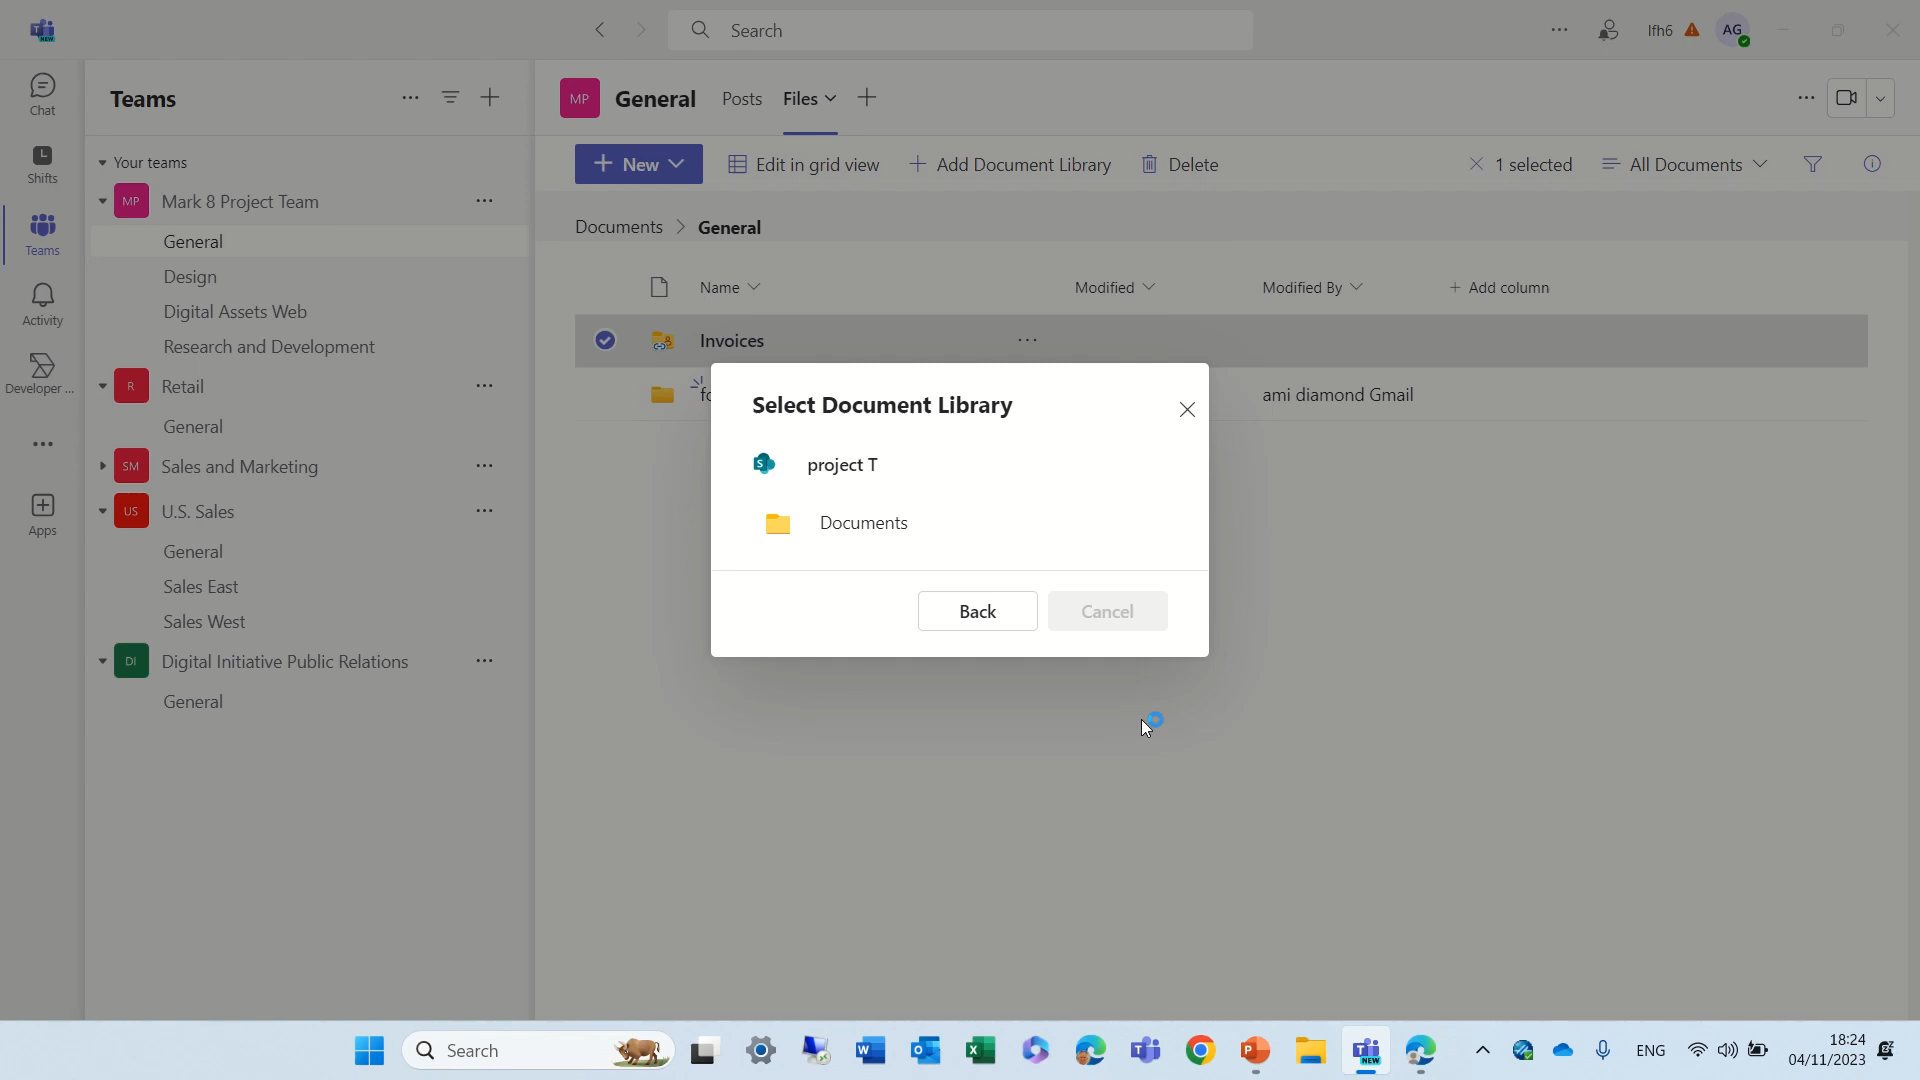 Search
lfh6
AG
Chat
Shifts
Teams
Activity
Developer ...
Apps
Teams
Your teams
MP Mark 8 Project Team
General
Design
Digital Assets Web
Research and Development
R Retail
General
SM Sales and Marketing
US U.S. Sales
General
Sales East
Sales West
DI Digital Initiative Public Relations
General
MP General Posts Files
New Edit in grid view Add Document Library Delete 1 selected All Documents
Documents > General
Name Modified Modified By + Add column
Invoices
ami diamond Gmail
Select Document Library
project T
Documents
Back Cancel
Search
ENG
18:24
04/11/2023